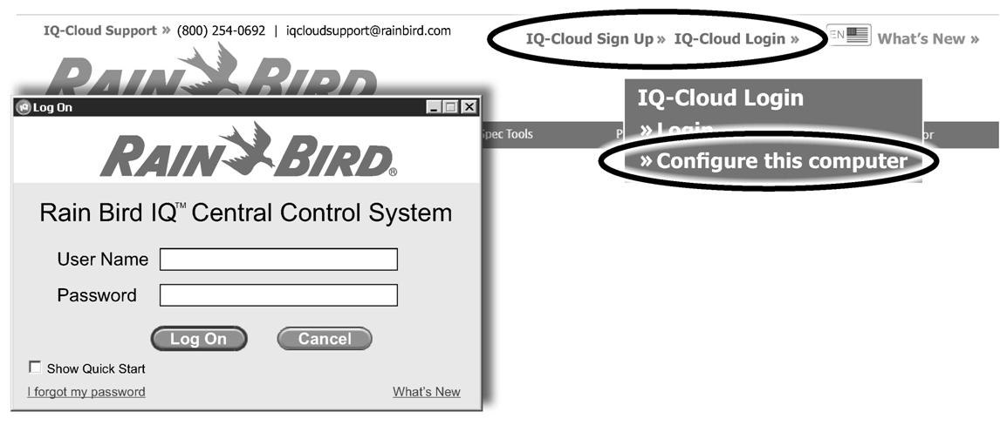 IQ-Cloud Support » (800) 254-0692 | iqcloudsupport@rainbird.com
IQ-Cloud Sign Up » IQ-Cloud Login » EN What's New »
RAIN BIRD
IQ-Cloud Login
» Login
» Configure this computer
Spec Tools
IQ Log On
RAIN BIRD®
Rain Bird IQ™ Central Control System
User Name
Password
Log On Cancel
Show Quick Start
I forgot my password What's New